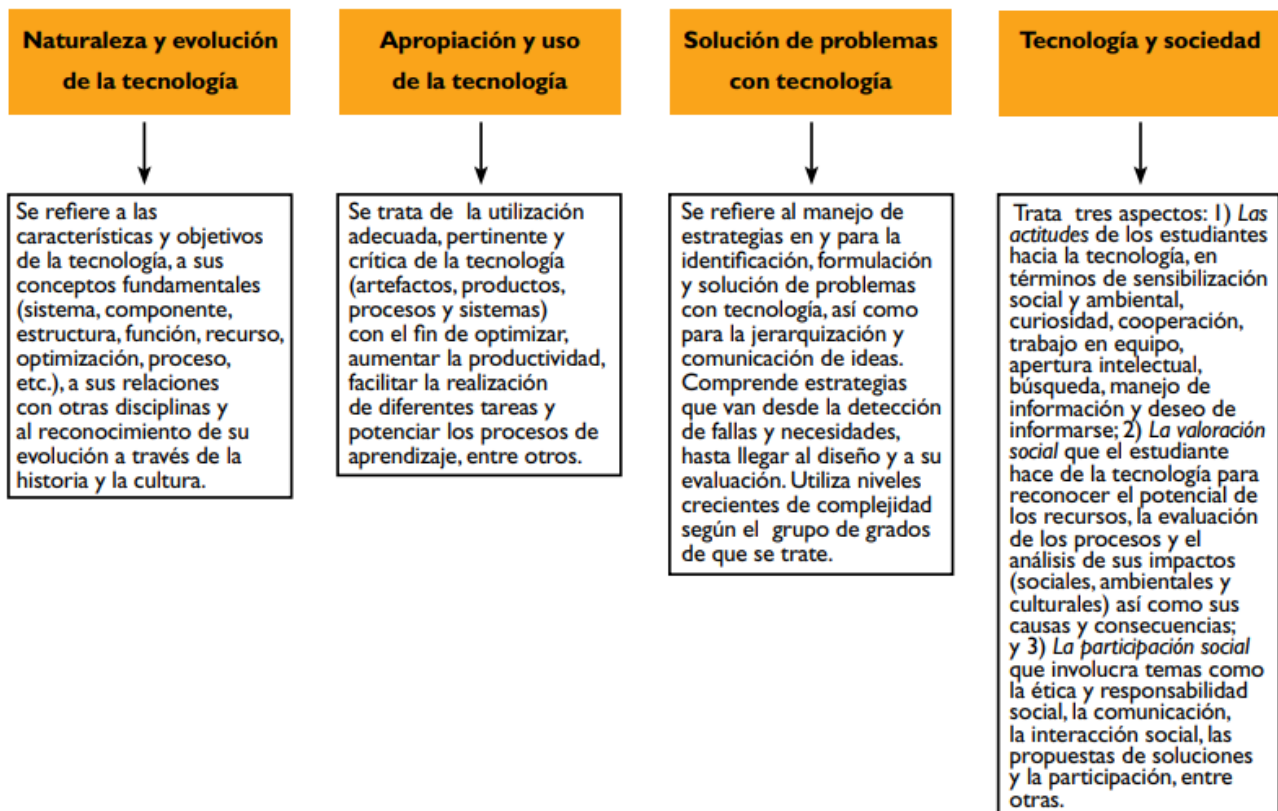 Naturaleza y evolución
de la tecnología
Se refiere a las
características y objetivos
de la tecnología, a sus
conceptos fundamentales
(sistema, componente,
estructura, función, recurso,
optimización, proceso,
etc.), a sus relaciones
con otras disciplinas y
al reconocimiento de su
evolución a través de la
historia y la cultura.
Apropiación y uso
de la tecnología
Se trata de la utilización
adecuada, pertinente y
crítica de la tecnología
(artefactos, productos,
procesos y sistemas)
con el fin de optimizar,
aumentar la productividad,
facilitar la realización
de diferentes tareas y
potenciar los procesos de
aprendizaje, entre otros.
Solución de problemas
con tecnología
Se refiere al manejo de
estrategias en y para la
identificación, formulación
y solución de problemas
con tecnología, así como
para la jerarquización y
comunicación de ideas.
Comprende estrategias
que van desde la detección
de fallas y necesidades,
hasta llegar al diseño y a su
evaluación. Utiliza niveles
crecientes de complejidad
según el grupo de grados
de que se trate.
Tecnología y sociedad
Trata tres aspectos: 1) Las
actitudes de los estudiantes
hacia la tecnología, en
términos de sensibilización
social y ambiental,
curiosidad, cooperación,
trabajo en equipo,
apertura intelectual,
búsqueda, manejo de
información y deseo de
informarse; 2) La valoración
social que el estudiante
hace de la tecnología para
reconocer el potencial de
los recursos, la evaluación
de los procesos y el
análisis de sus impactos
(sociales, ambientales y
culturales) así como sus
causas y consecuencias;
y 3) La participación social
que involucra temas como
la ética y responsabilidad
social, la comunicación,
la interacción social, las
propuestas de soluciones
y la participación, entre
otras.